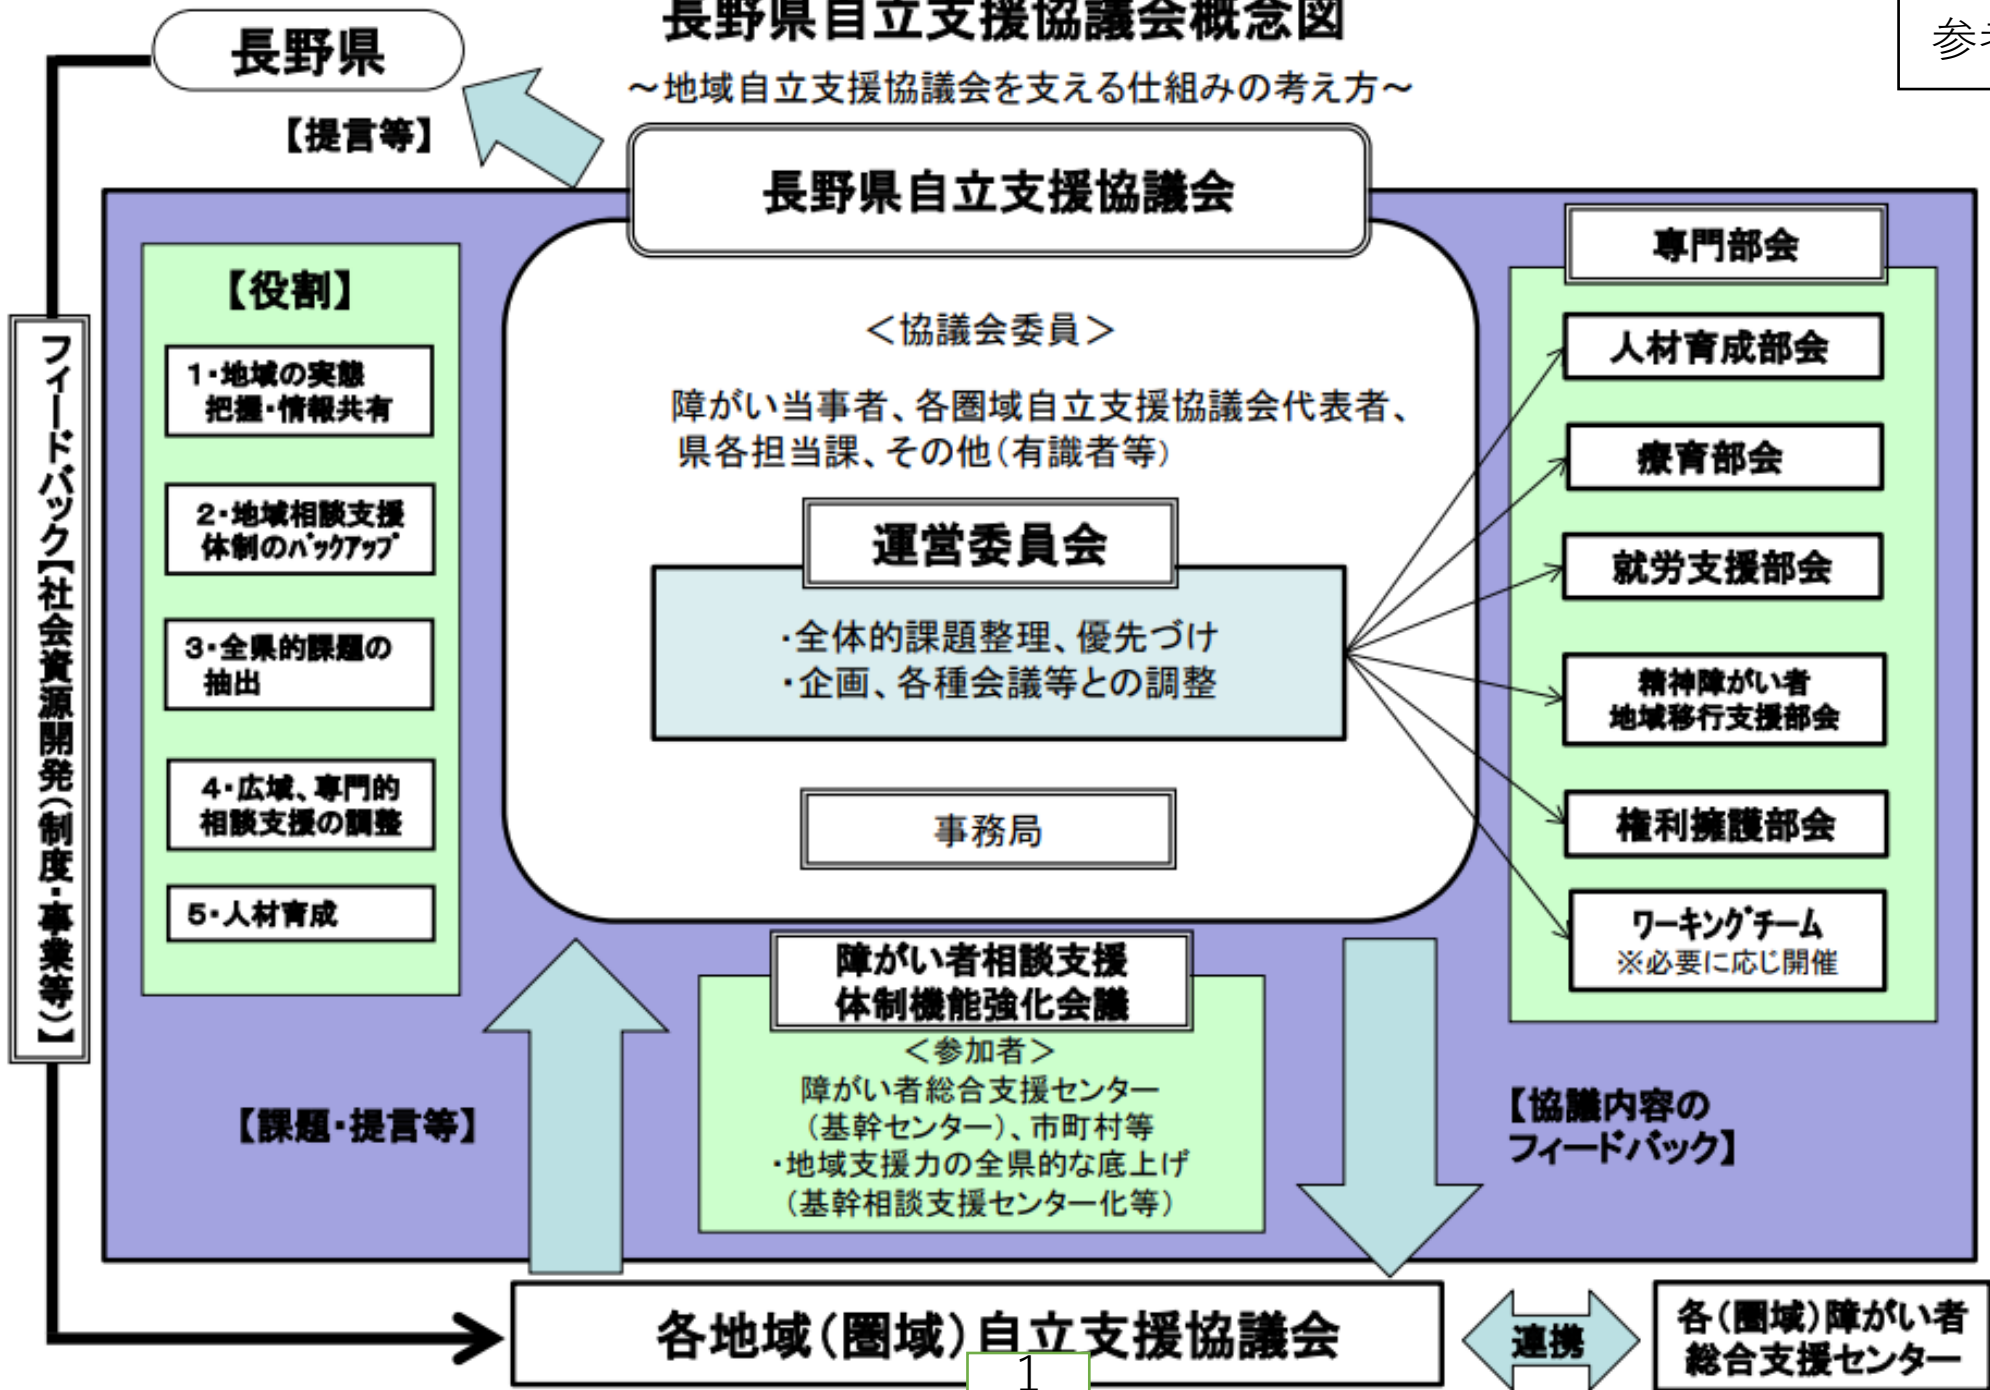 長野県自立支援協議会概念図
参考
～地域自立支援協議会を支える仕組みの考え方～
長野県
【提言等】
長野県自立支援協議会
フィードバック【社会資源開発（制度・事業等）】
【役割】
1・地域の実態
把握・情報共有
2・地域相談支援
体制のバックアップ
3・全県的課題の
抽出
4・広域、専門的
相談支援の調整
5・人材育成
＜協議会委員＞
障がい当事者、各圏域自立支援協議会代表者、
県各担当課、その他（有識者等）
運営委員会
・全体的課題整理、優先づけ
・企画、各種会議等との調整
事務局
専門部会
人材育成部会
療育部会
就労支援部会
精神障がい者
地域移行支援部会
権利擁護部会
ワーキングチーム
※必要に応じ開催
障がい者相談支援
体制機能強化会議
＜参加者＞
障がい者総合支援センター
（基幹センター）、市町村等
・地域支援力の全県的な底上げ
（基幹相談支援センター化等）
【課題・提言等】
【協議内容の
フィードバック】
各地域（圏域）自立支援協議会
連携
各（圏域）障がい者
総合支援センター
1